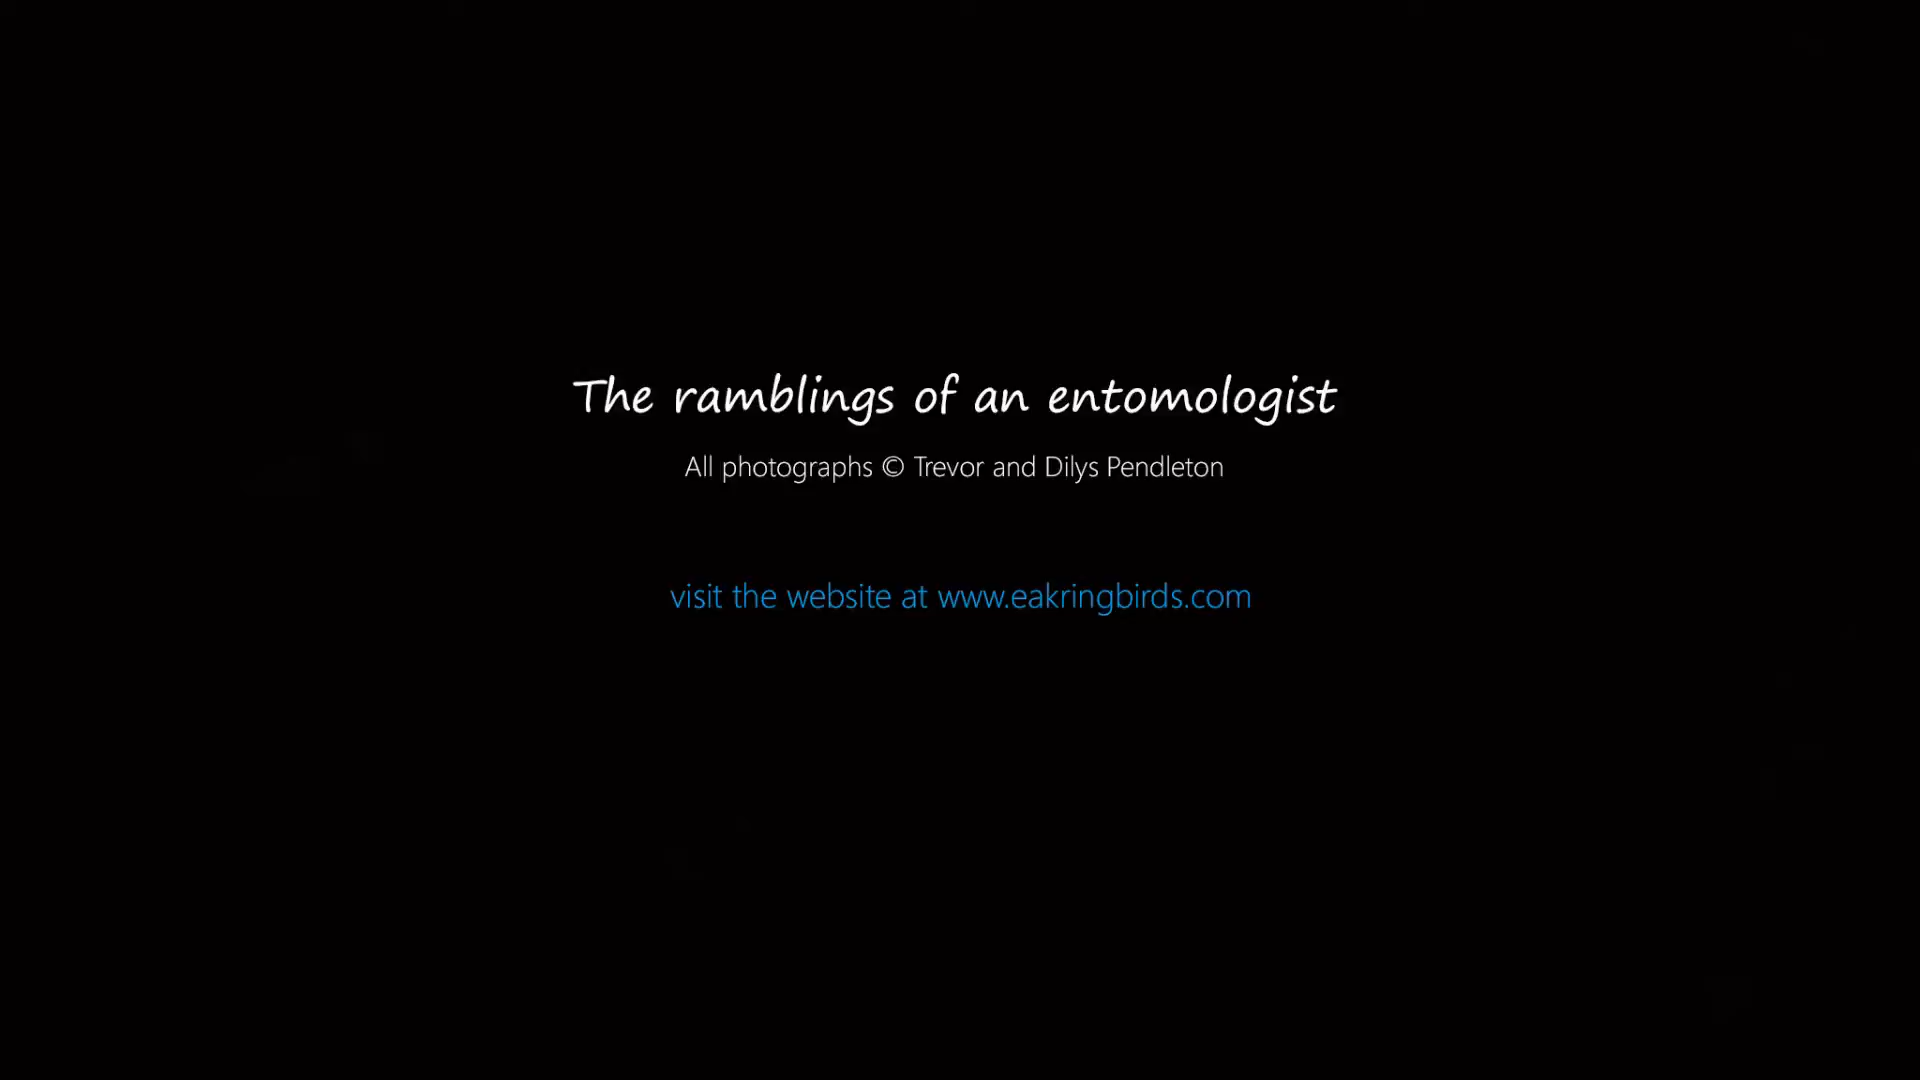 The ramblings of an entomologist
All photographs © Trevor and Dilys Pendleton
visit the website at www.eakringbirds.com